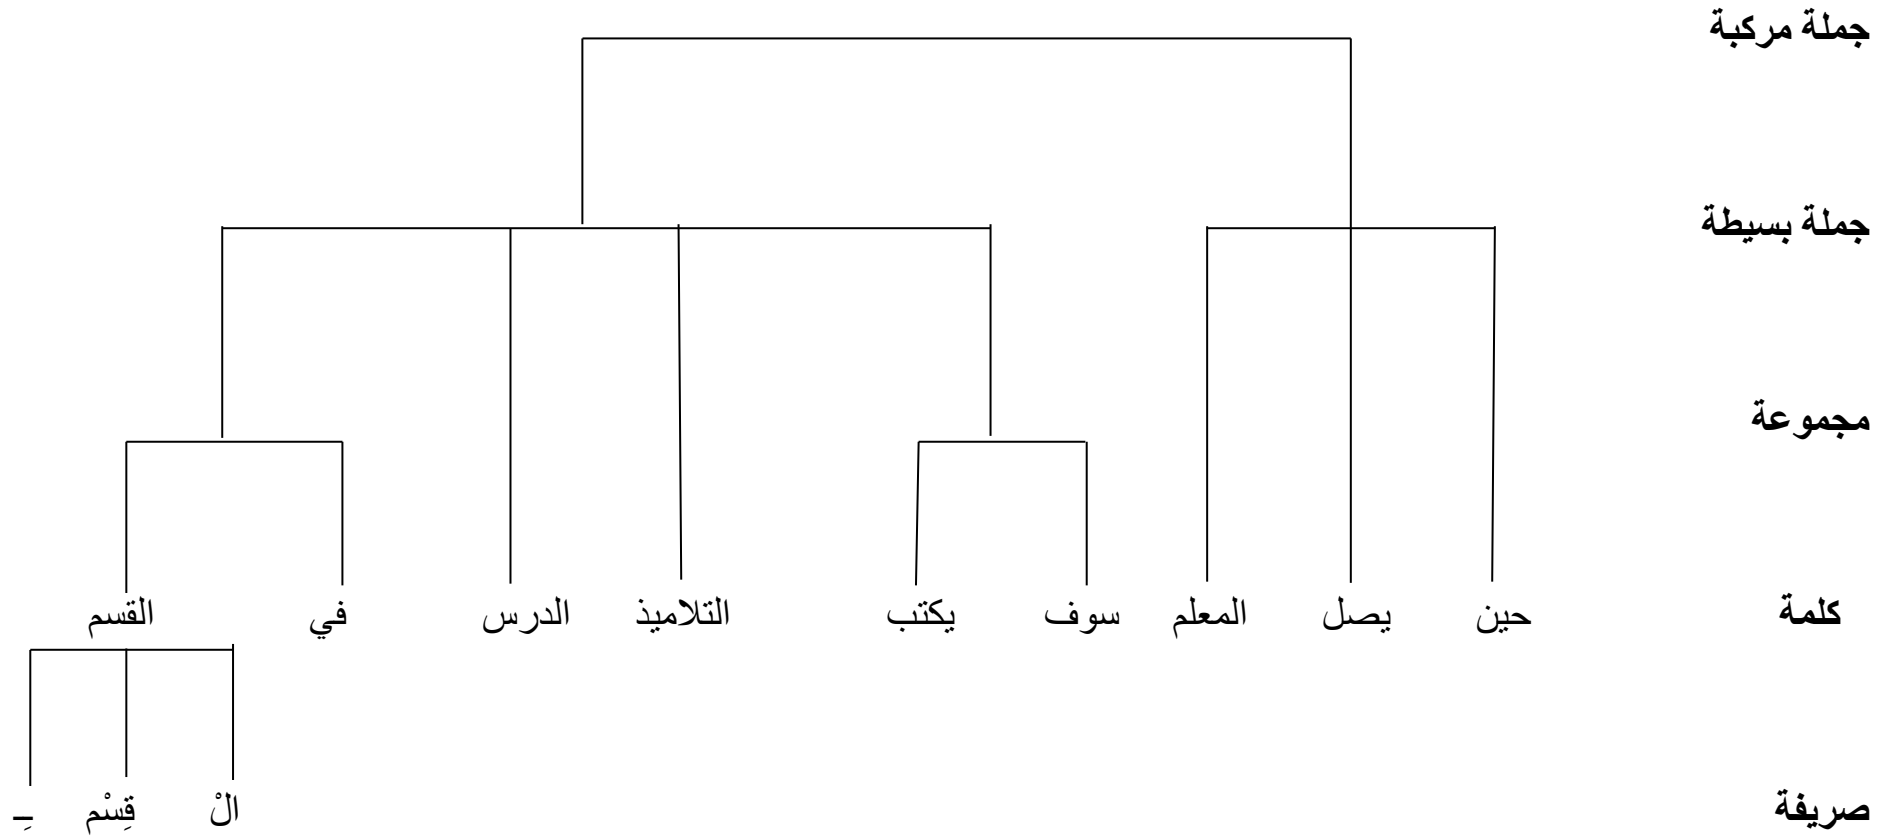 جملة مركبة
جملة بسيطة
مجموعة
كلمة حين يصل المعلم سوف يكتب التلاميذ الدرس في القسم
صريفة الْ قِسْم ـِ